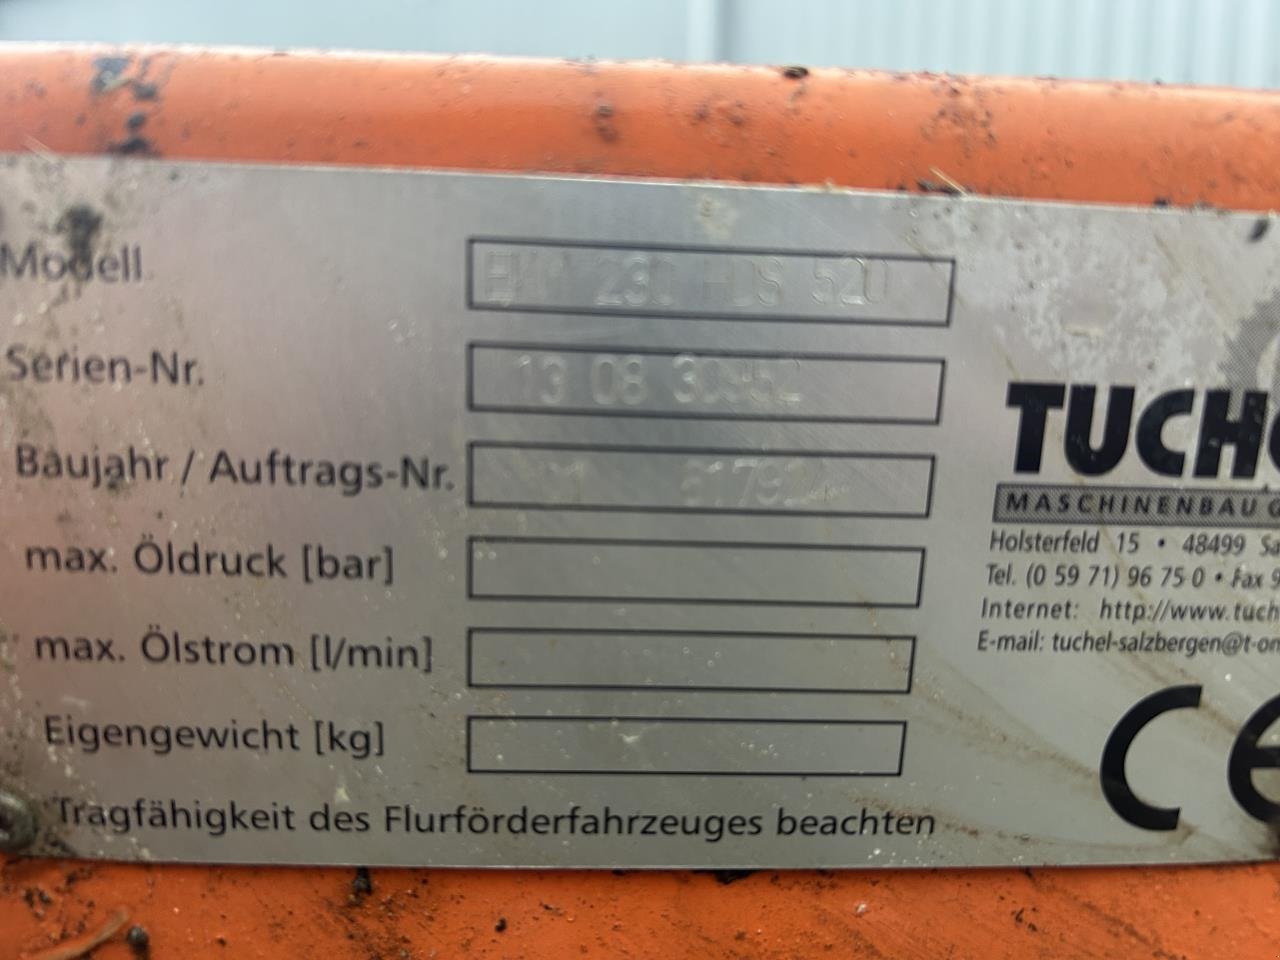 Modell 230 HDS 520
Serien-Nr. 13 08
Baujahr / Auftrags-Nr.
max. Öldruck [bar]
max. Ölstrom [l/min]
Eigengewicht [kg]
Tragfähigkeit des Flurförderfahrzeuges beachten
TUCH
MASCHINENBAU G
Holsterfeld 15 • 48499 Sa
Tel. (0 59 71) 96 75 0 • Fax 9
Internet: http://www.tuch
E-mail: tuchel-salzbergen@t-on
CE